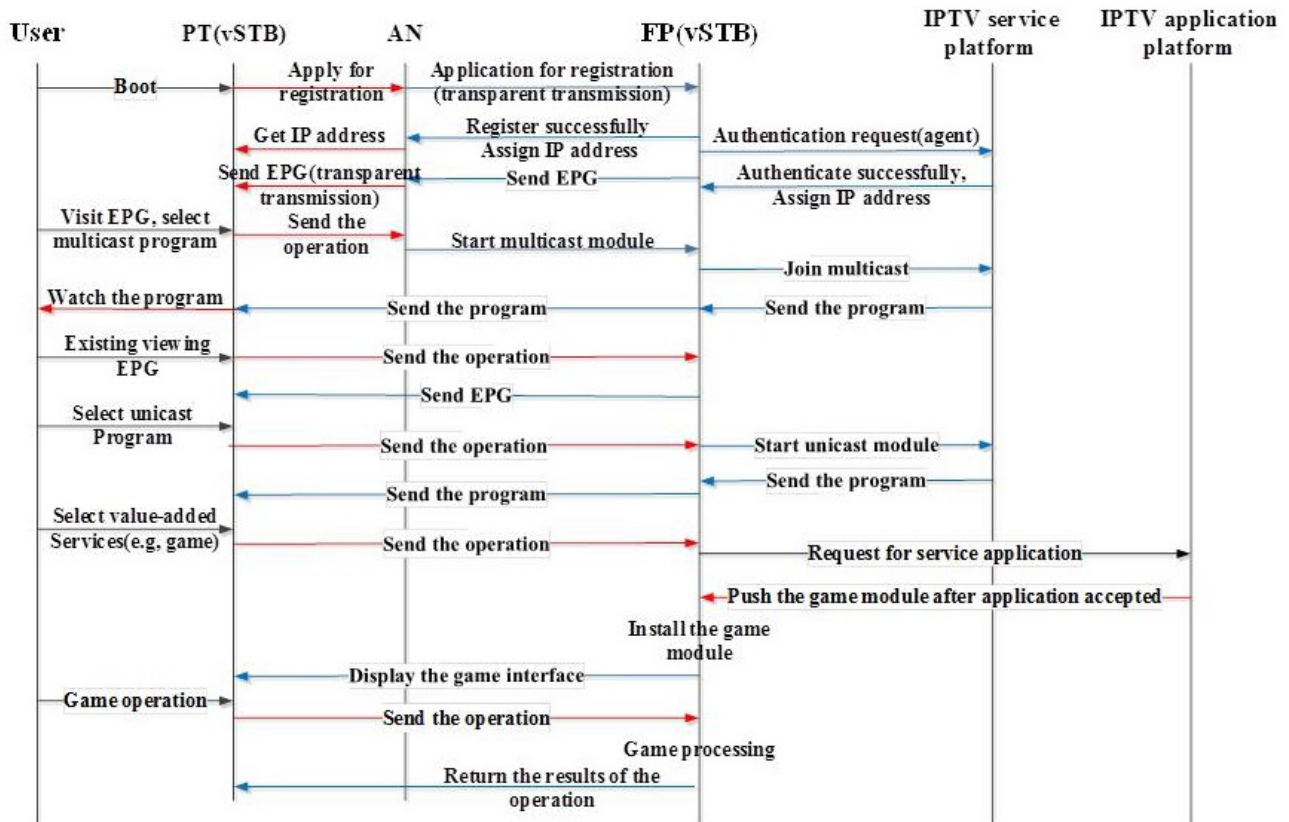 User
PT(vSTB)
AN
FP(vSTB)
IPTV service
platform
IPTV application
platform
Boot
Apply for
registration
Application for registration
(transparent transmission)
Get IP address
Register successfully
Assign IP address
Authentication request(agent)
Send EPG(transparent
transmission)
Send EPG
Authenticate successfully,
Assign IP address
Visit EPG, select
multicast program
Send the
operation
Start multicast module
Join multicast
Watch the program
Send the program
Send the program
Existing viewing
EPG
Send the operation
Send EPG
Select unicast
Program
Send the operation
Start unicast module
Send the program
Send the program
Select value-added
Services(e.g, game)
Send the operation
Request for service application
Push the game module after application accepted
Install the game
module
Display the game interface
Game operation
Send the operation
Game processing
Return the results of the
operation